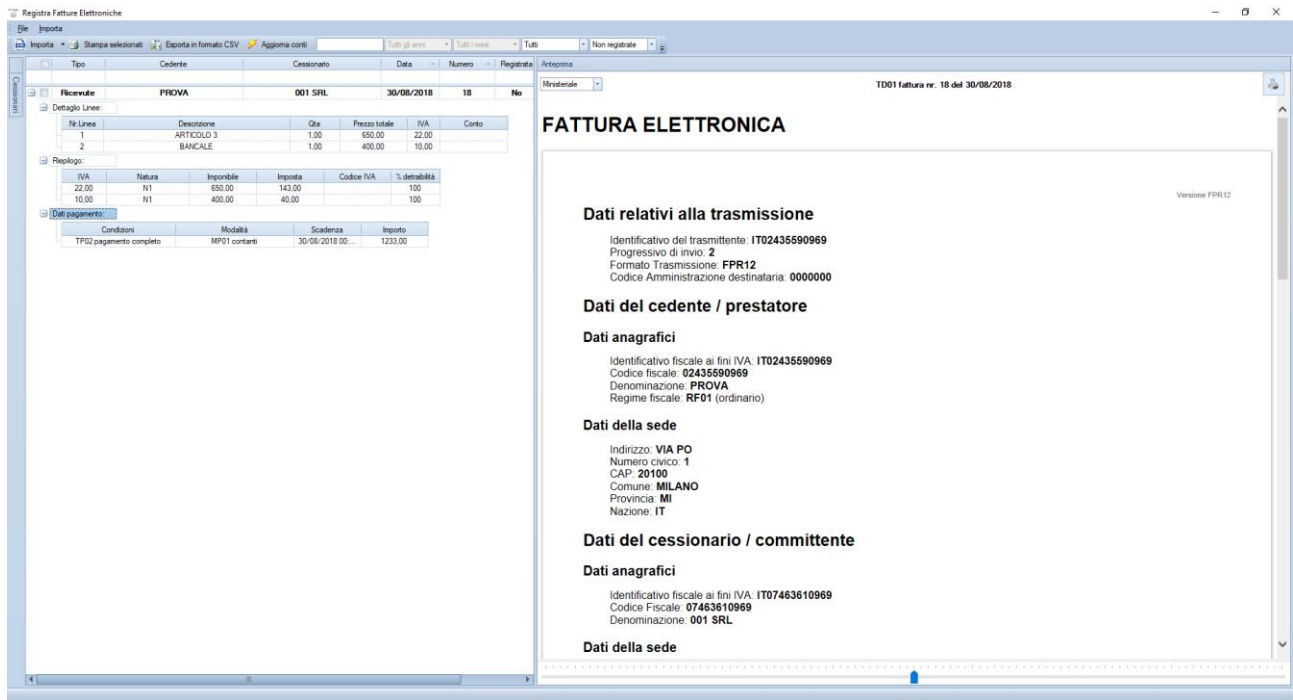 Registra Fatture Elettroniche
File Importa
Importa Stampa selezionati Esporta in formato CSV Aggiorna conti Tutti gli anni Tutti i mesi Tutti Non registrate
Cessionari
Tipo Cedente Cessionario Data Numero Registrata
Ricevute PROVA 001 SRL 30/08/2018 18 No
Dettaglio Linee:
Nr.Linea Descrizione Qta Prezzo totale IVA Conto
1 ARTICOLO 3 1,00 650,00 22,00
2 BANCALE 1,00 400,00 10,00
Riepilogo:
IVA Natura Imponibile Imposta Codice IVA % detraibilità
22,00 N1 650,00 143,00 100
10,00 N1 400,00 40,00 100
Dati pagamento:
Condizioni Modalità Scadenza Importo
TP02 pagamento completo MP01 contanti 30/08/2018 00:... 1233,00
Anteprima
Ministeriale TD01 fattura nr. 18 del 30/08/2018
FATTURA ELETTRONICA
Versione FPR12
Dati relativi alla trasmissione
Identificativo del trasmittente: IT02435590969
Progressivo di invio: 2
Formato Trasmissione: FPR12
Codice Amministrazione destinataria: 0000000
Dati del cedente / prestatore
Dati anagrafici
Identificativo fiscale ai fini IVA: IT02435590969
Codice fiscale: 02435590969
Denominazione: PROVA
Regime fiscale: RF01 (ordinario)
Dati della sede
Indirizzo: VIA PO
Numero civico: 1
CAP: 20100
Comune: MILANO
Provincia: MI
Nazione: IT
Dati del cessionario / committente
Dati anagrafici
Identificativo fiscale ai fini IVA: IT07463610969
Codice Fiscale: 07463610969
Denominazione: 001 SRL
Dati della sede